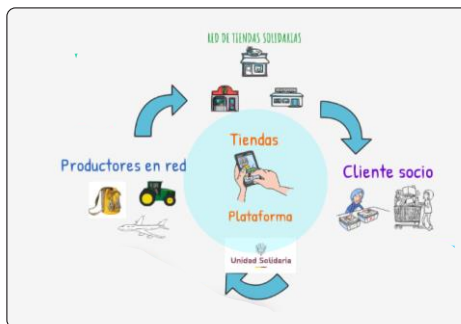 RED DE TIENDAS SOLIDARIAS
Tiendas
Productores en red
Cliente socio
Plataforma
Unidad Solidaria